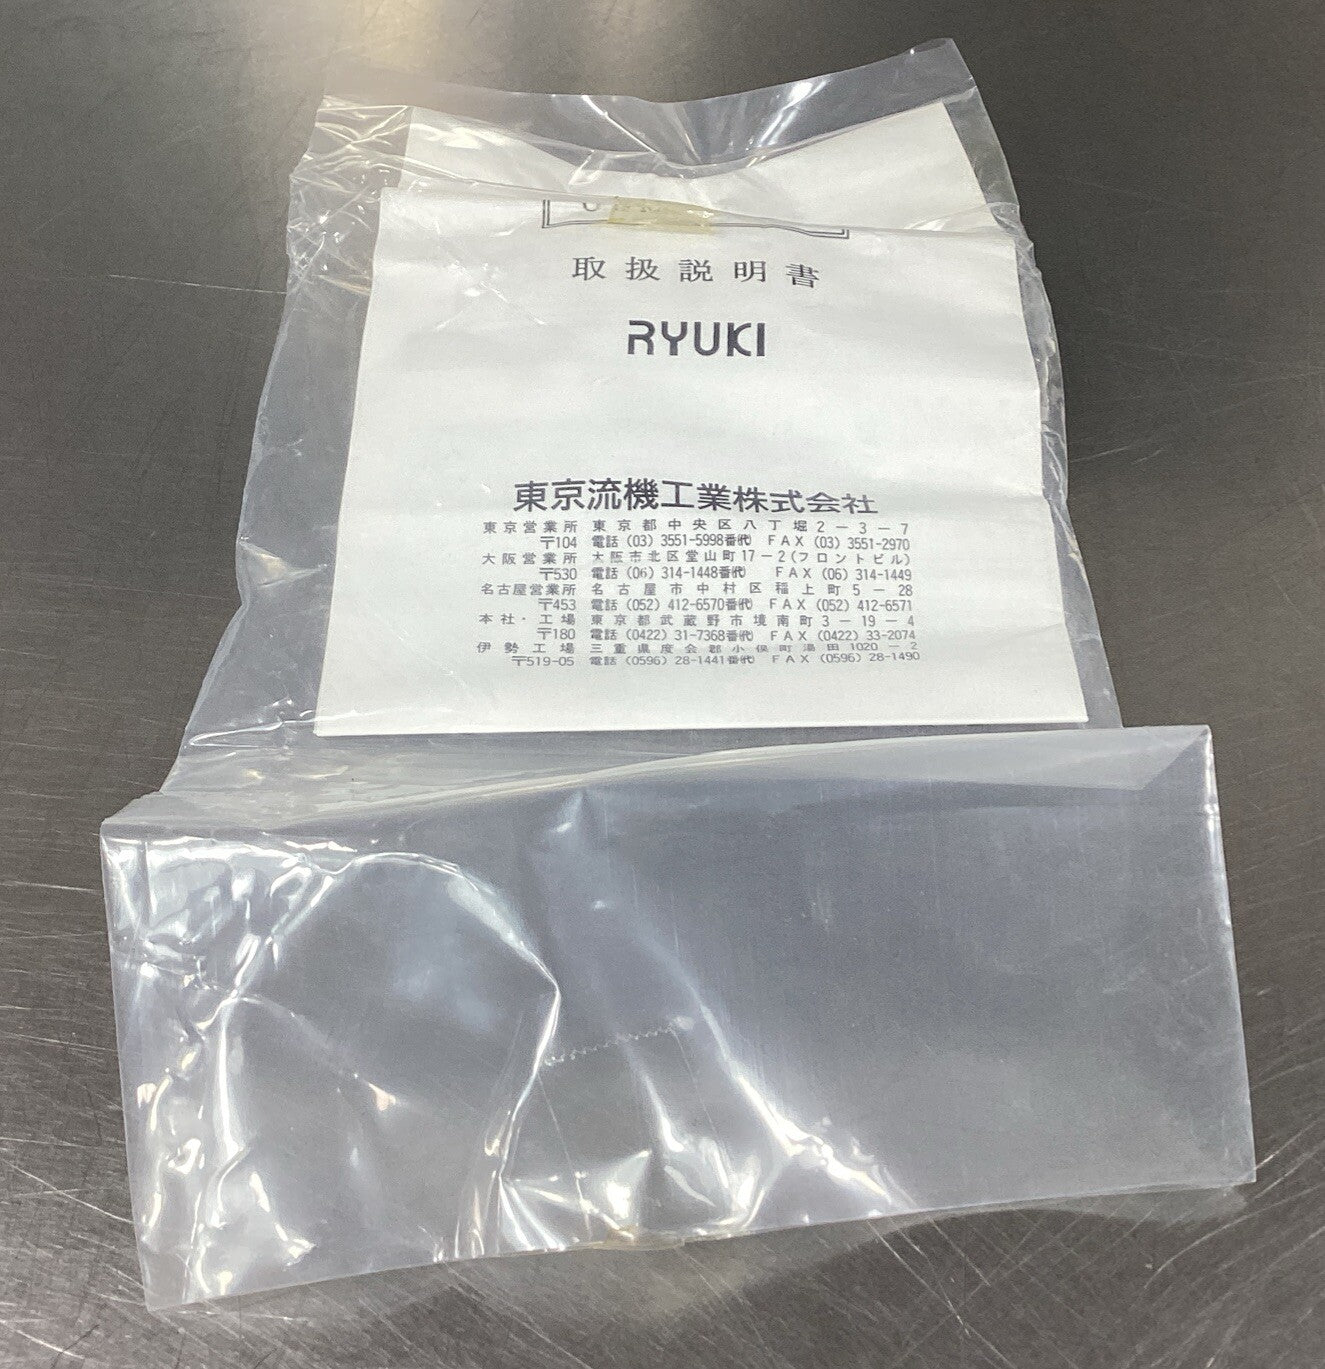 取扱説明書
RYUKI
東京流機工業株式会社
東京営業所 東京都中央区八丁堀2-3-7
〒104 電話(03)3551-5998番代 FAX(03)3551-2970
大阪営業所 大阪市北区堂山町17-2(フロントビル)
〒530 電話(06)314-1448番代 FAX(06)314-1449
名古屋営業所 名古屋市中村区稲上町5-28
〒453 電話(052)412-6570番代 FAX(052)412-6571
本社・工場 東京都武蔵野市境南町3-19-4
〒180 電話(0422)31-7368番代 FAX(0422)33-2074
伊勢工場 三重県度会郡小俣町湯田1020-2
〒519-05 電話(0596)28-1441番代 FAX(0596)28-1490